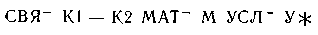 СВЯ⁻ К1 — К2 МАТ⁻ М УСЛ⁻ У ж